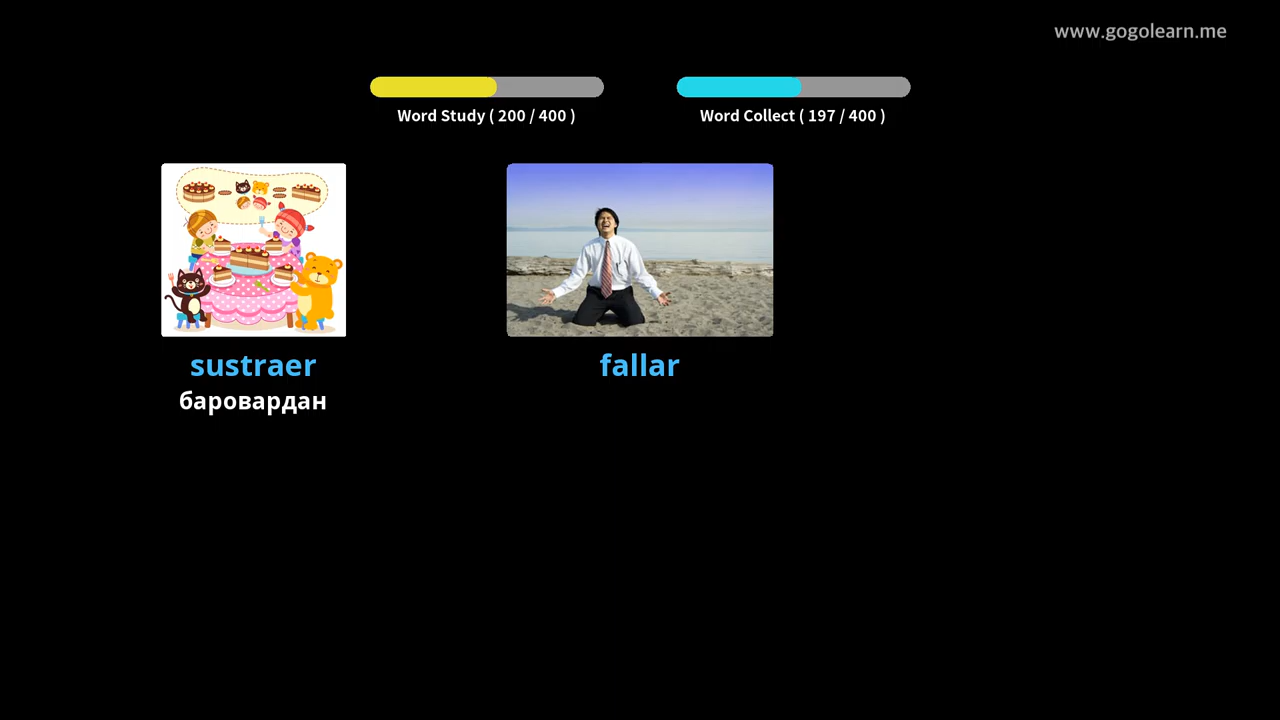 www.gogolearn.me
Word Study ( 200 / 400 )
Word Collect ( 197 / 400 )
sustraer
баровардан
fallar